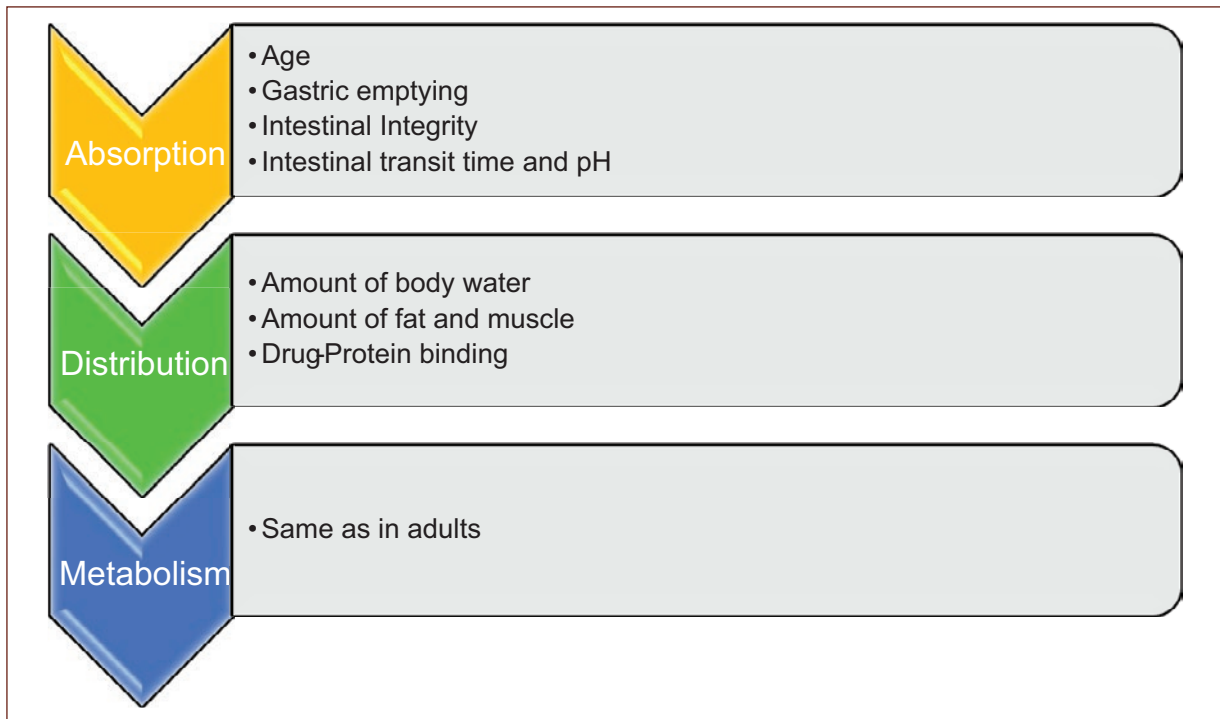 Absorption
• Age
• Gastric emptying
• Intestinal Integrity
• Intestinal transit time and pH
Distribution
• Amount of body water
• Amount of fat and muscle
• Drug-Protein binding
Metabolism
• Same as in adults